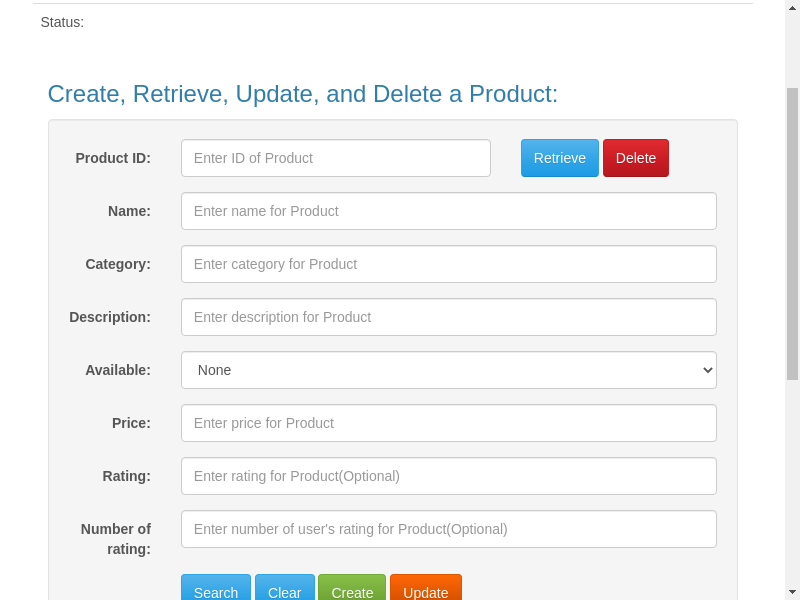 Status:
Create, Retrieve, Update, and Delete a Product:
Product ID: Enter ID of Product Retrieve Delete
Name: Enter name for Product
Category: Enter category for Product
Description: Enter description for Product
Available: None
Price: Enter price for Product
Rating: Enter rating for Product(Optional)
Number of rating: Enter number of user's rating for Product(Optional)
Search Clear Create Update